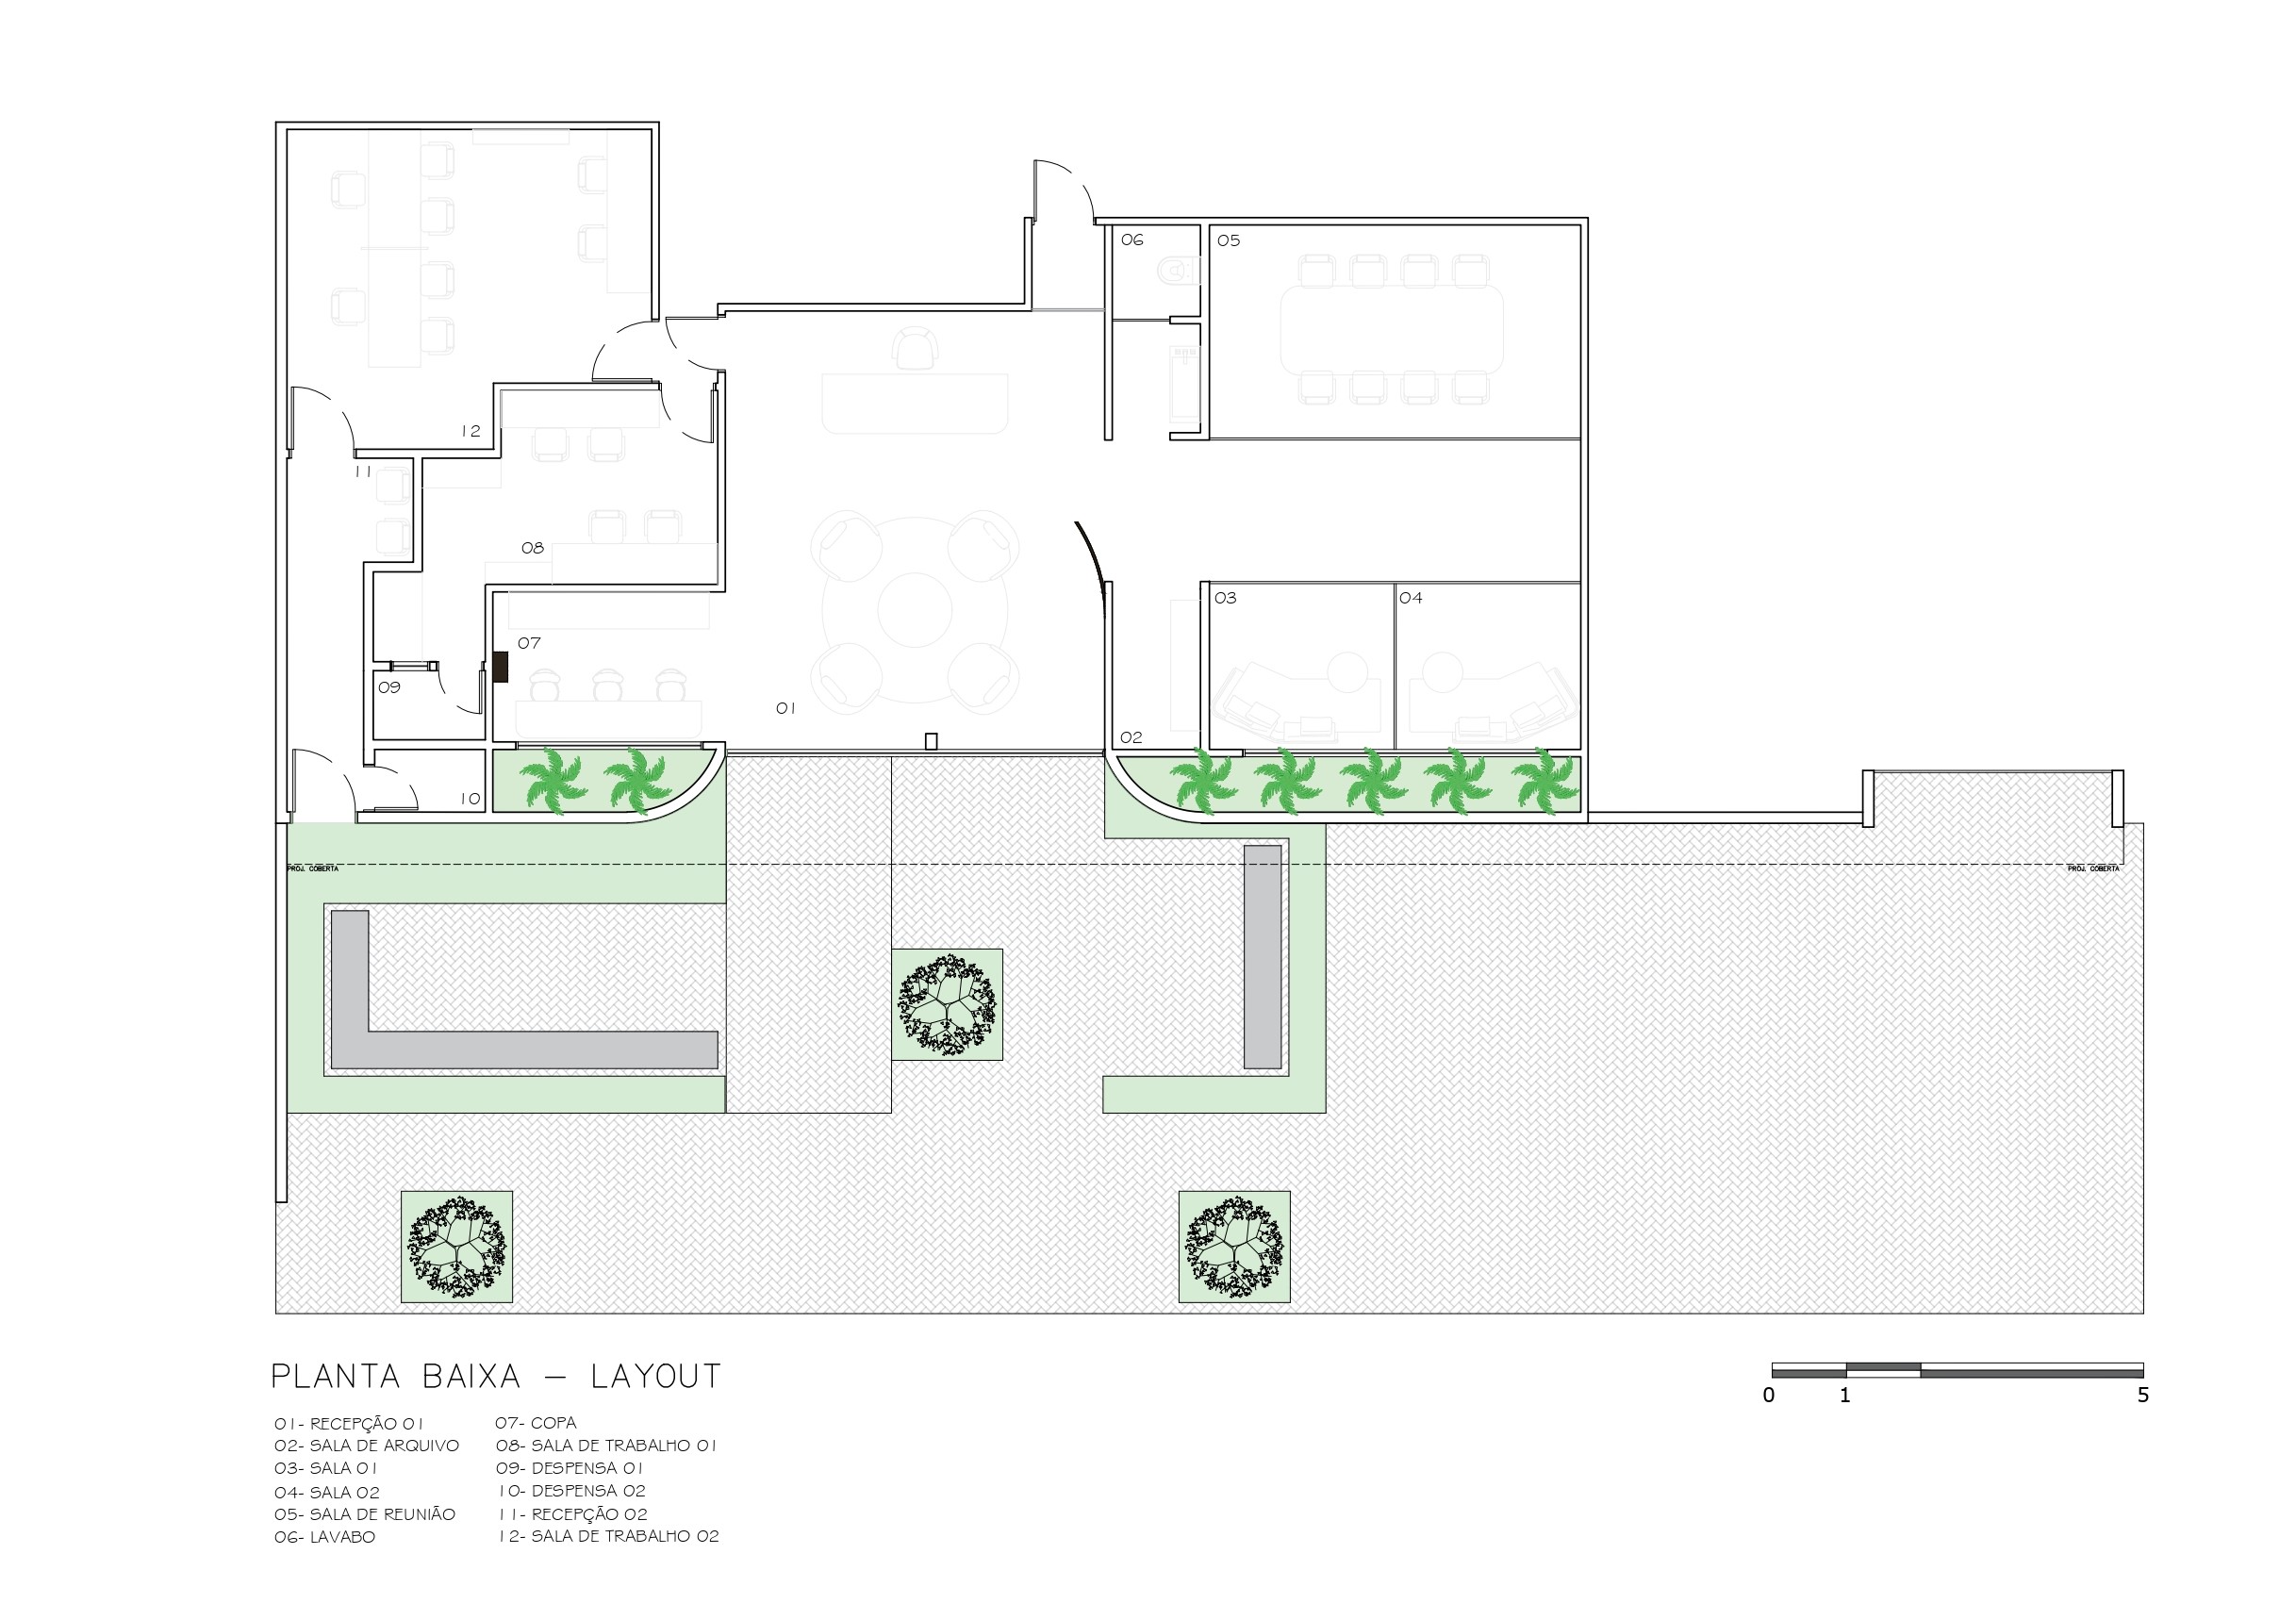 06
05
12
11
08
03
04
07
09
01
02
10
PROJ. COBERTA
PROJ. COBERTA
PLANTA BAIXA – LAYOUT
0 1 5
01- RECEPÇÃO 01
02- SALA DE ARQUIVO
03- SALA 01
04- SALA 02
05- SALA DE REUNIÃO
06- LAVABO
07- COPA
08- SALA DE TRABALHO 01
09- DESPENSA 01
10- DESPENSA 02
11- RECEPÇÃO 02
12- SALA DE TRABALHO 02